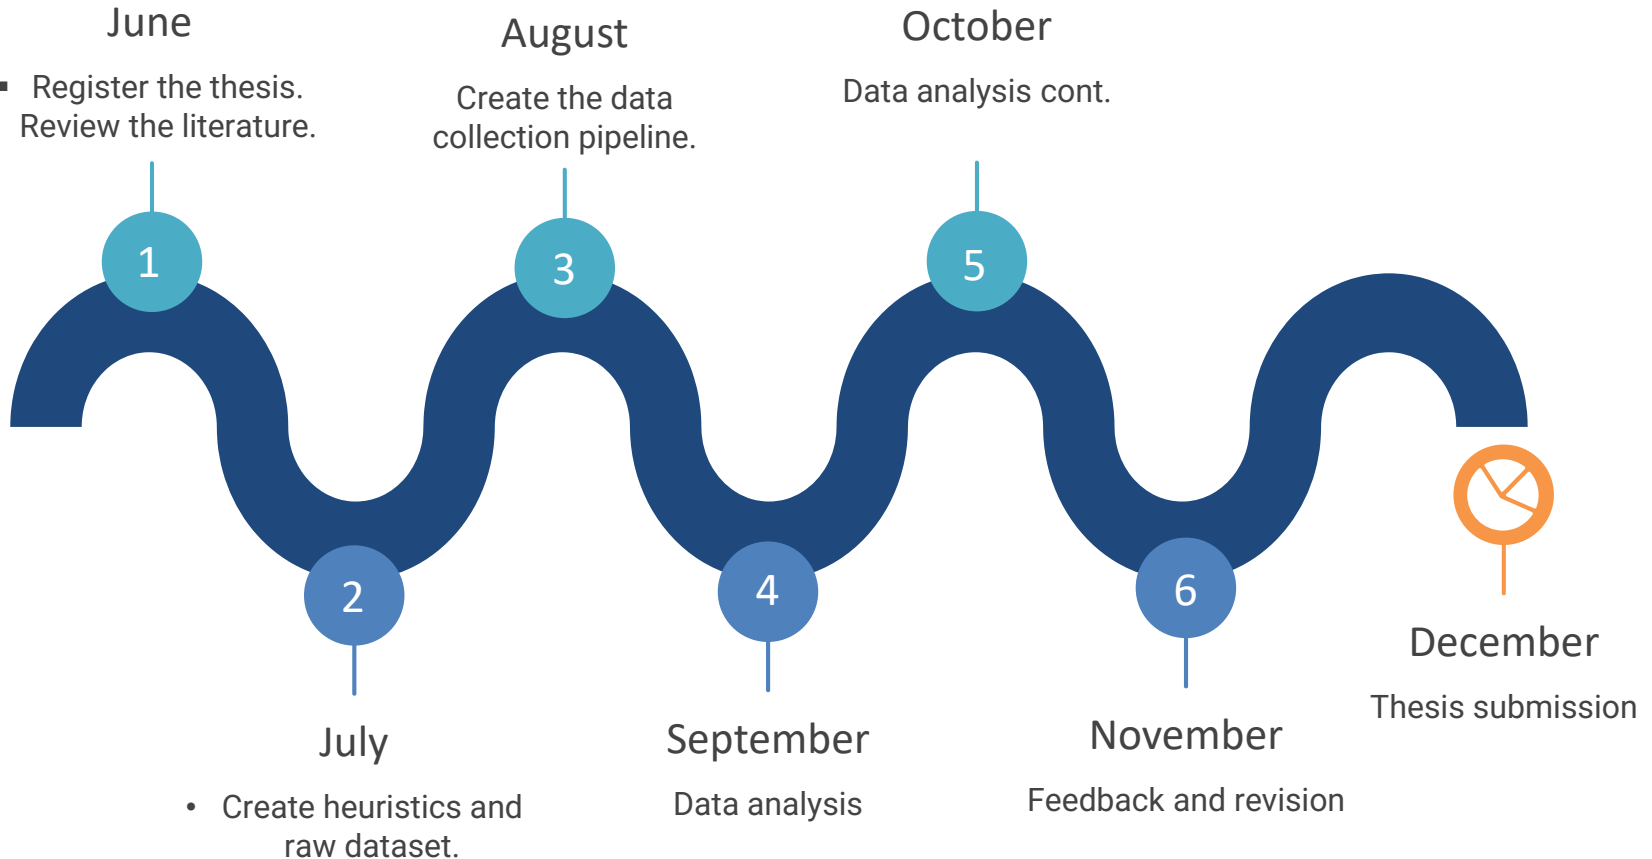 June
▪ Register the thesis.
Review the literature.
1
2
July
• Create heuristics and
raw dataset.
August
Create the data
collection pipeline.
3
4
September
Data analysis
October
Data analysis cont.
5
6
November
Feedback and revision
December
Thesis submission